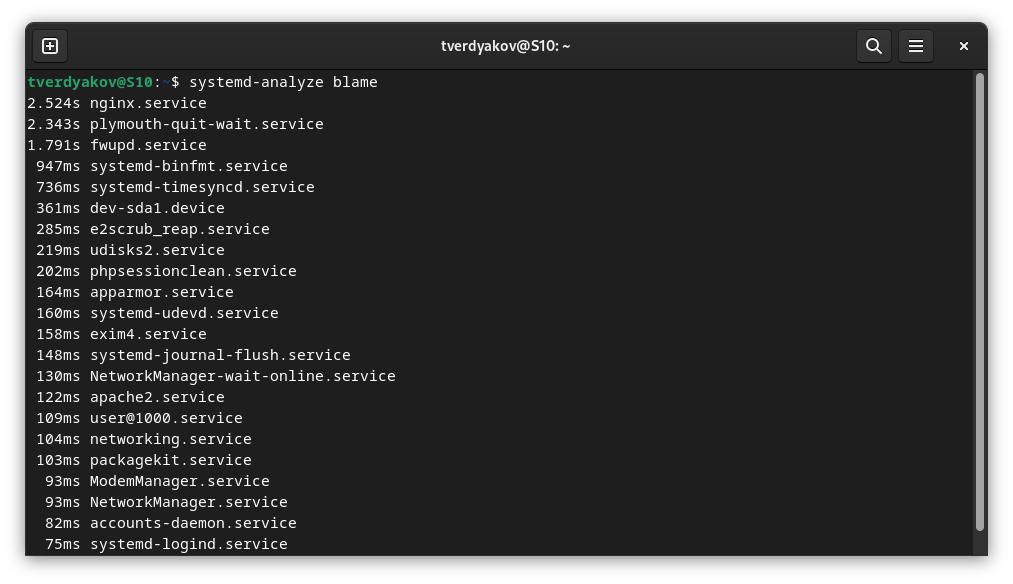 tverdyakov@S10: ~
tverdyakov@S10:~$ systemd-analyze blame
2.524s nginx.service
2.343s plymouth-quit-wait.service
1.791s fwupd.service
 947ms systemd-binfmt.service
 736ms systemd-timesyncd.service
 361ms dev-sda1.device
 285ms e2scrub_reap.service
 219ms udisks2.service
 202ms phpsessionclean.service
 164ms apparmor.service
 160ms systemd-udevd.service
 158ms exim4.service
 148ms systemd-journal-flush.service
 130ms NetworkManager-wait-online.service
 122ms apache2.service
 109ms user@1000.service
 104ms networking.service
 103ms packagekit.service
  93ms ModemManager.service
  93ms NetworkManager.service
  82ms accounts-daemon.service
  75ms systemd-logind.service